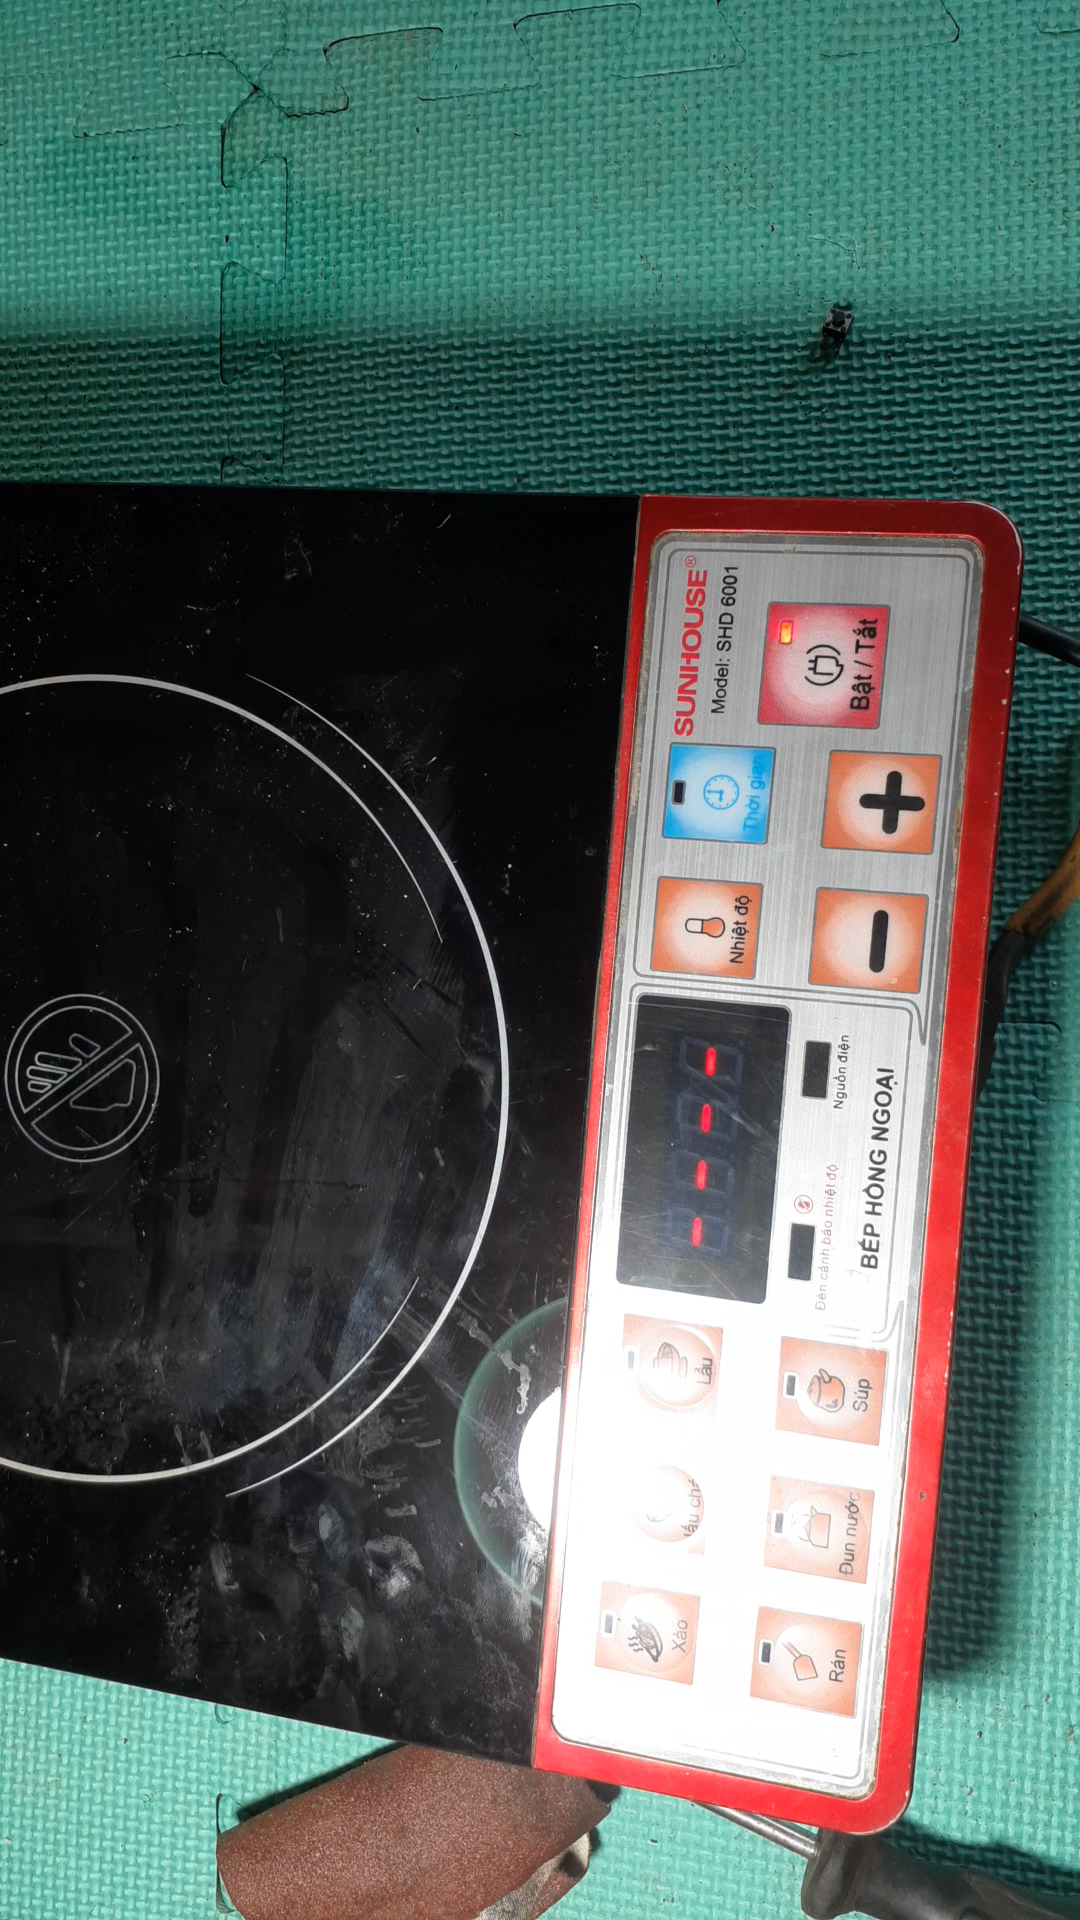 SUNHOUSE®
Model: SHD 6001
Bật / Tắt
Thời gian
+
Nhiệt độ
-
----
Nguồn điện
Đèn cảnh báo nhiệt độ
BẾP HỒNG NGOẠI
Lẩu
Súp
Đun nước
Xào
Rán